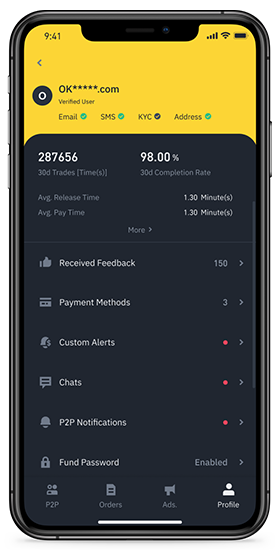 9:41
O
OK*****.com
Verified User
Email SMS KYC Address
287656 98.00 %
30d Trades [Time(s)] 30d Completion Rate
Avg. Release Time 1.30 Minute(s)
Avg. Pay Time 1.30 Minute(s)
More
Received Feedback 150
Payment Methods 3
Custom Alerts
Chats
P2P Notifications
Fund Password Enabled
P2P Orders Ads. Profile